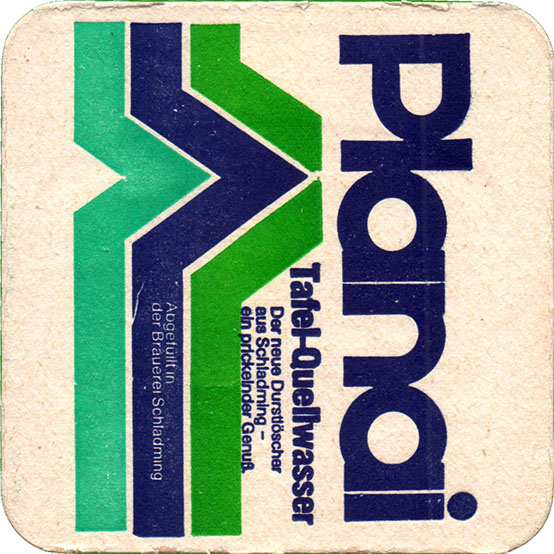 Planai
Tafel-Quellwasser
Der neue Durstlöscher
aus Schladming –
ein prickelnder Genuß.
Abgefüllt in
der Brauerei Schladming